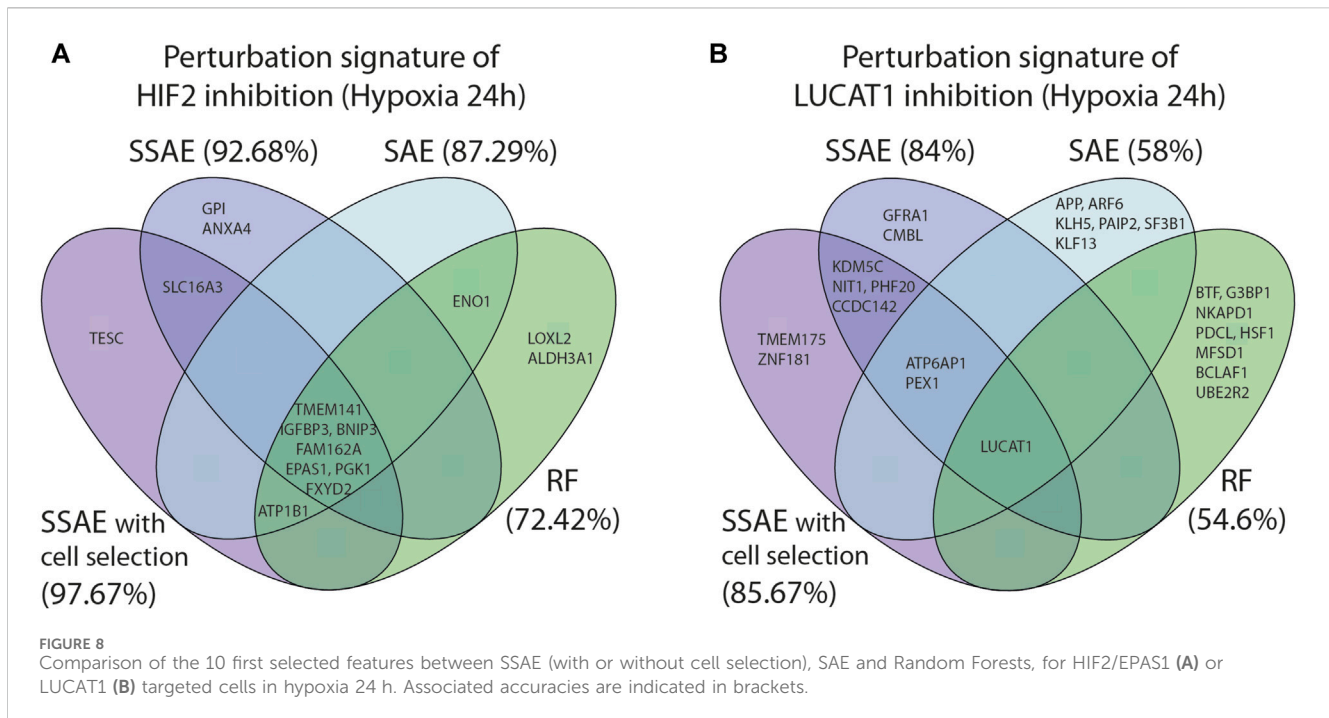 A
Perturbation signature of
HIF2 inhibition (Hypoxia 24h)
SSAE (92.68%)
SAE (87.29%)
GPI
ANXA4
SLC16A3
ENO1
TESC
LOXL2
ALDH3A1
TMEM141
IGFBP3, BNIP3
FAM162A
EPAS1, PGK1
FXYD2
ATP1B1
RF
(72.42%)
SSAE with
cell selection
(97.67%)
B
Perturbation signature of
LUCAT1 inhibition (Hypoxia 24h)
SSAE (84%)
SAE (58%)
APP, ARF6
KLH5, PAIP2, SF3B1
KLF13
GFRA1
CMBL
KDM5C
NIT1, PHF20
CCDC142
BTF, G3BP1
NKAPD1
PDCL, HSF1
MFSD1
BCLAF1
UBE2R2
TMEM175
ZNF181
ATP6AP1
PEX1
LUCAT1
RF
(54.6%)
SSAE with
cell selection
(85.67%)
FIGURE 8
Comparison of the 10 first selected features between SSAE (with or without cell selection), SAE and Random Forests, for HIF2/EPAS1 (A) or
LUCAT1 (B) targeted cells in hypoxia 24 h. Associated accuracies are indicated in brackets.